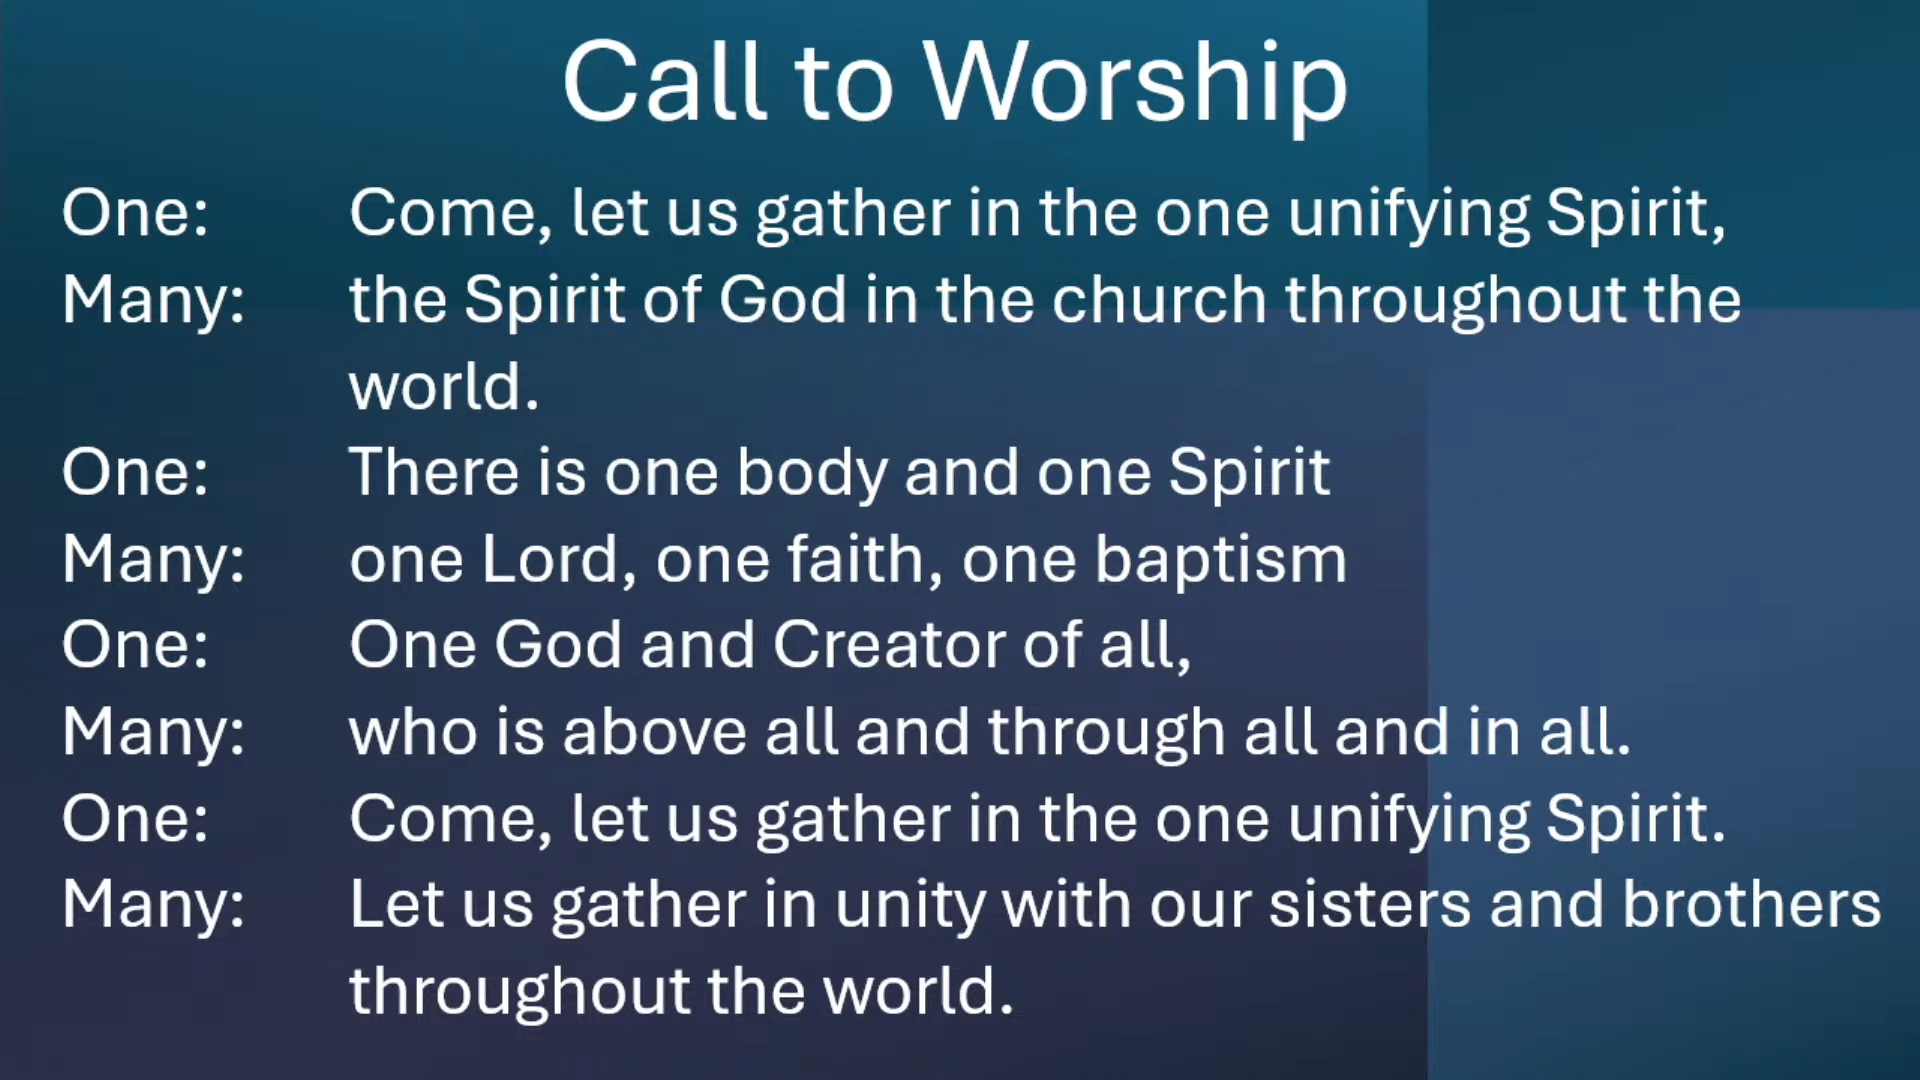 Call to Worship
One: Come, let us gather in the one unifying Spirit,
Many: the Spirit of God in the church throughout the
world.
One: There is one body and one Spirit
Many: one Lord, one faith, one baptism
One: One God and Creator of all,
Many: who is above all and through all and in all.
One: Come, let us gather in the one unifying Spirit.
Many: Let us gather in unity with our sisters and brothers
throughout the world.